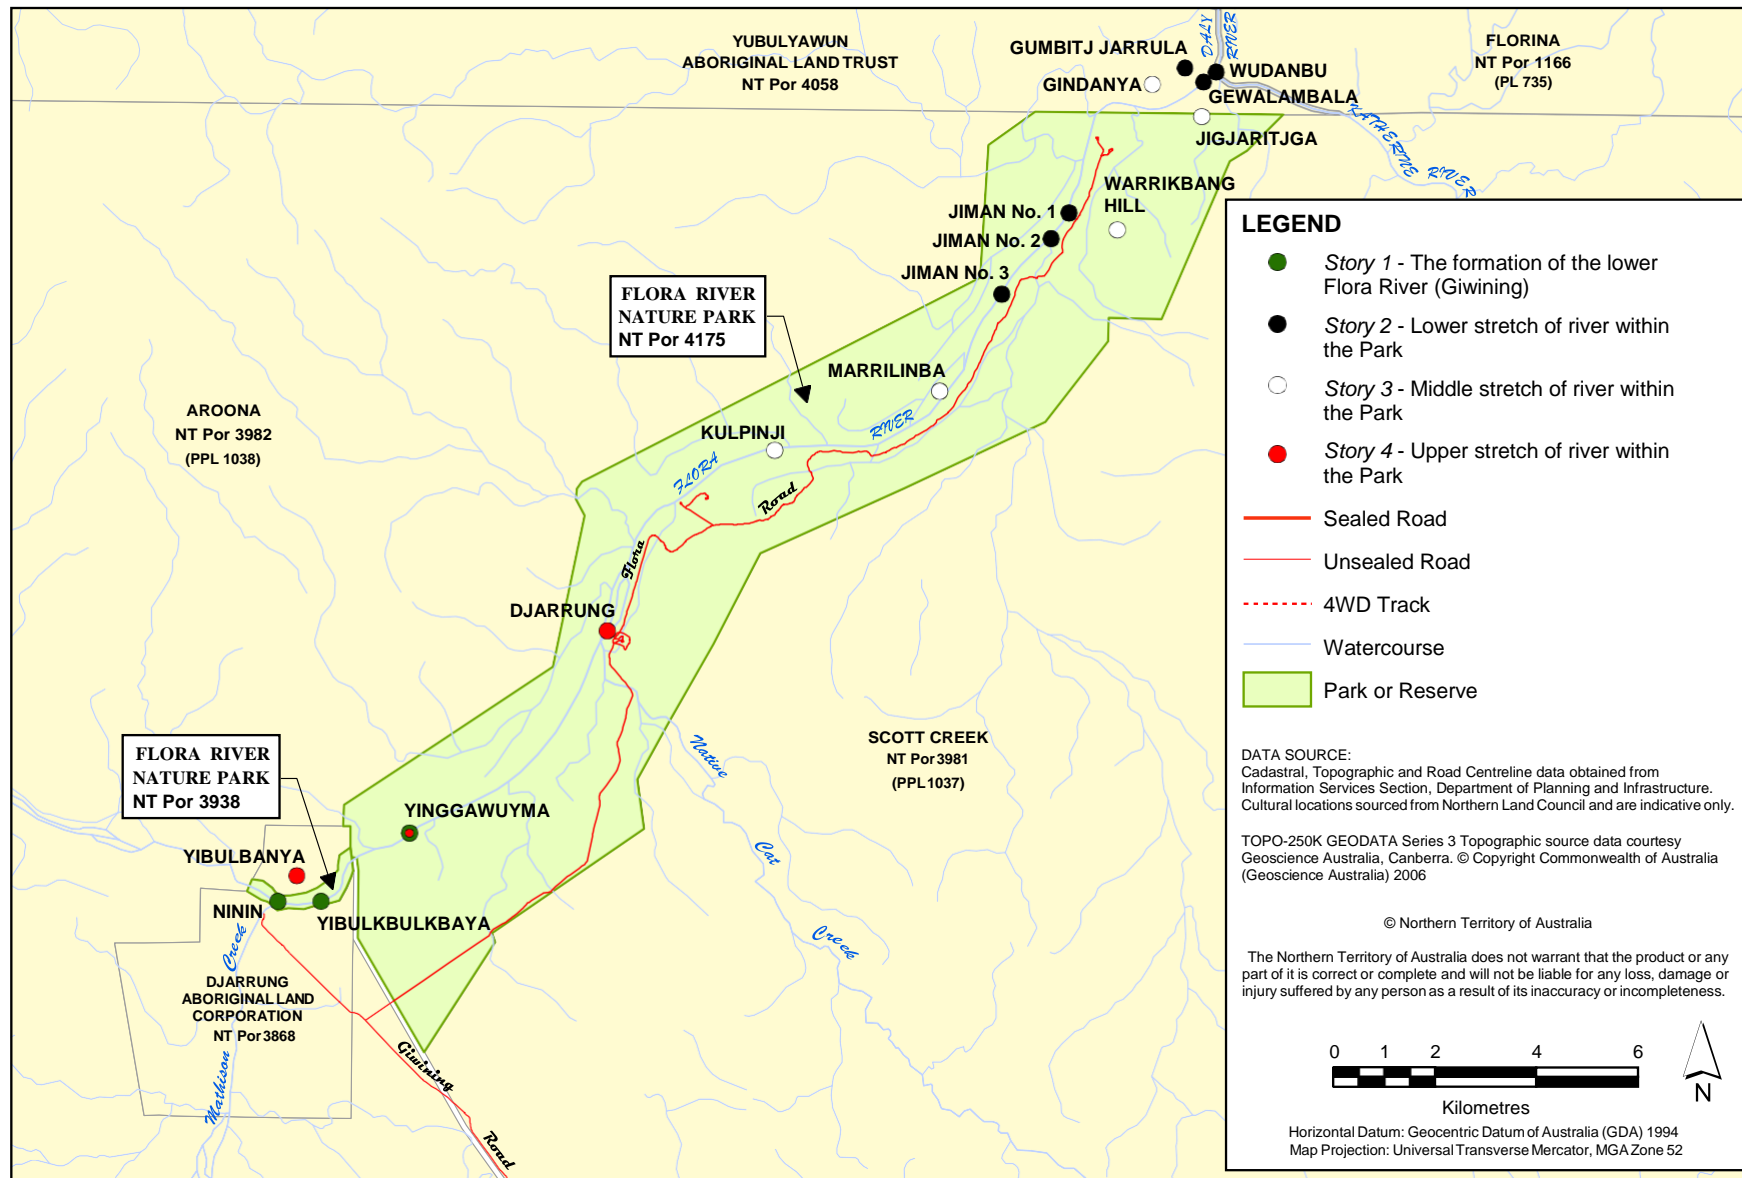 YUBULYAWUN
ABORIGINAL LAND TRUST
NT Por 4058
GUMBITJ JARRULA
GINDANYA
DALY
RIVER
WUDANBU
GEWALAMBALA
JIGJARITJGA
FLORINA
NT Por 1166
(PL 735)
KATHERINE RIVER
WARRIKBANG
HILL
JIMAN No. 1
JIMAN No. 2
JIMAN No. 3
FLORA RIVER
NATURE PARK
NT Por 4175
MARRILINBA
KULPINJI
FLORA
RIVER
Road
Flora
AROONA
NT Por 3982
(PPL 1038)
DJARRUNG
SCOTT CREEK
NT Por 3981
(PPL 1037)
Native
Cat
Creek
FLORA RIVER
NATURE PARK
NT Por 3938
YINGGAWUYMA
YIBULBANYA
NININ
YIBULKBULKBAYA
Creek
Mathison
DJARRUNG
ABORIGINAL LAND
CORPORATION
NT Por 3868
Giwining
Road
LEGEND
Story 1 - The formation of the lower
Flora River (Giwining)
Story 2 - Lower stretch of river within
the Park
Story 3 - Middle stretch of river within
the Park
Story 4 - Upper stretch of river within
the Park
Sealed Road
Unsealed Road
4WD Track
Watercourse
Park or Reserve
DATA SOURCE:
Cadastral, Topographic and Road Centreline data obtained from
Information Services Section, Department of Planning and Infrastructure.
Cultural locations sourced from Northern Land Council and are indicative only.
TOPO-250K GEODATA Series 3 Topographic source data courtesy
Geoscience Australia, Canberra. © Copyright Commonwealth of Australia
(Geoscience Australia) 2006
© Northern Territory of Australia
The Northern Territory of Australia does not warrant that the product or any
part of it is correct or complete and will not be liable for any loss, damage or
injury suffered by any person as a result of its inaccuracy or incompleteness.
0 1 2 4 6
Kilometres
N
Horizontal Datum: Geocentric Datum of Australia (GDA) 1994
Map Projection: Universal Transverse Mercator, MGA Zone 52